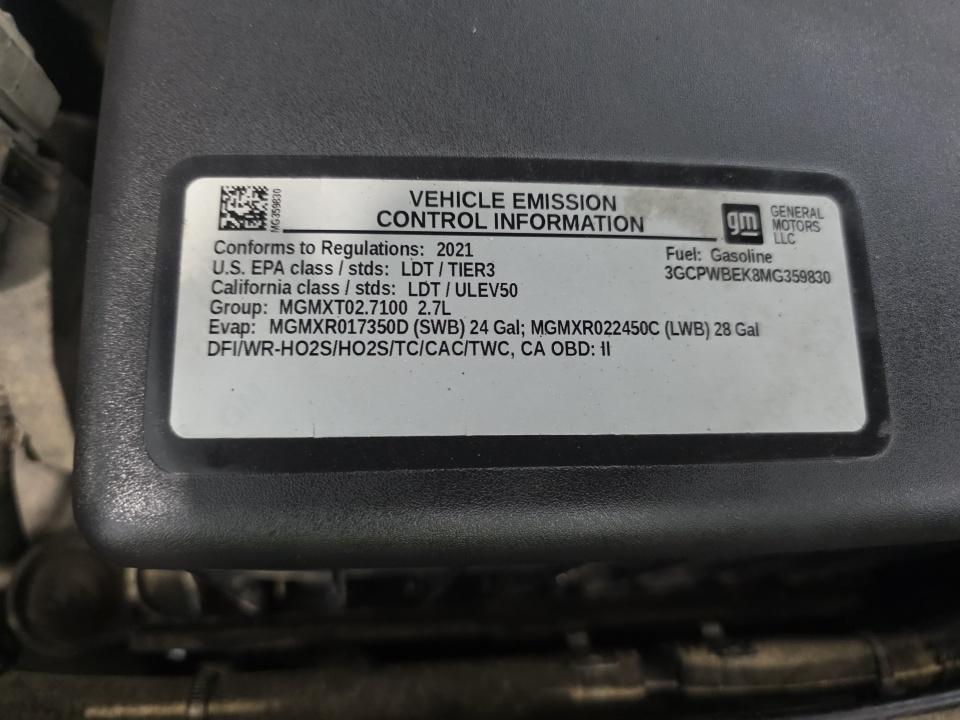 MG359830
VEHICLE EMISSION
CONTROL INFORMATION
gm
GENERAL
MOTORS
LLC
Conforms to Regulations: 2021
Fuel: Gasoline
U.S. EPA class / stds: LDT / TIER3
3GCPWBEK8MG359830
California class / stds: LDT / ULEV50
Group: MGMXT02.7100 2.7L
Evap: MGMXR017350D (SWB) 24 Gal; MGMXR022450C (LWB) 28 Gal
DFI/WR-HO2S/HO2S/TC/CAC/TWC, CA OBD: II